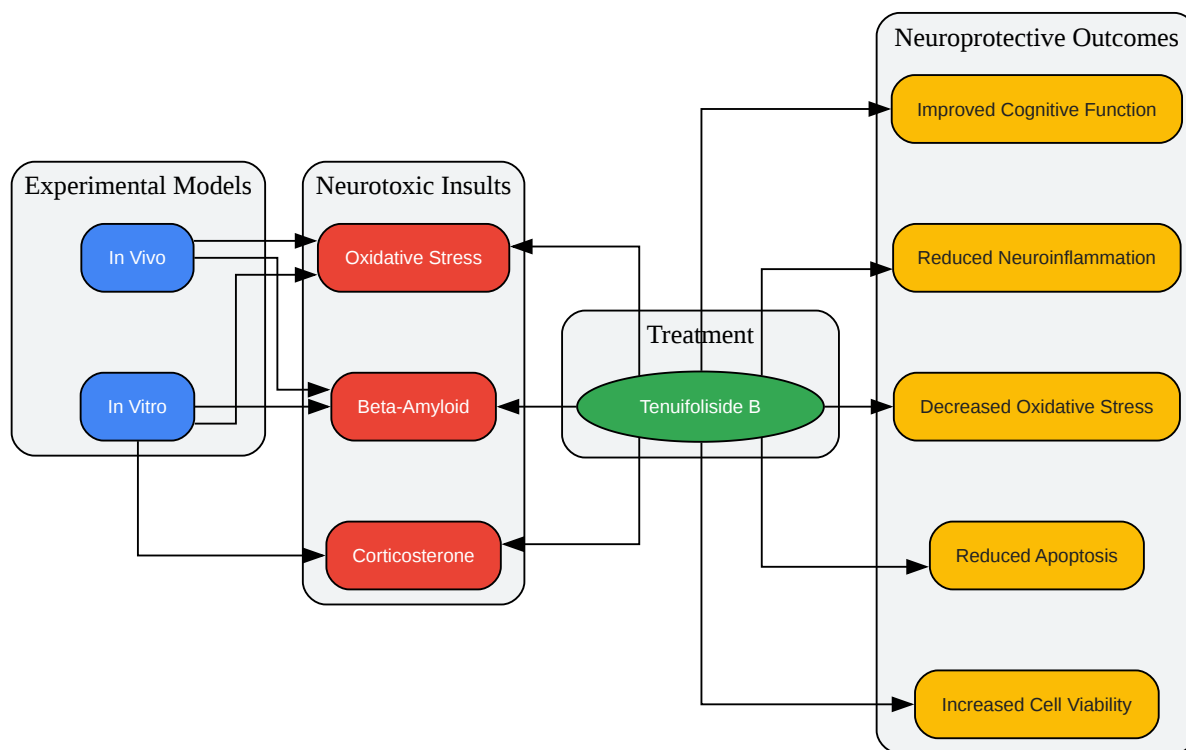 Experimental Models
In Vivo
In Vitro
Neurotoxic Insults
Oxidative Stress
Beta-Amyloid
Corticosterone
Treatment
Tenuifoliside B
Neuroprotective Outcomes
Improved Cognitive Function
Reduced Neuroinflammation
Decreased Oxidative Stress
Reduced Apoptosis
Increased Cell Viability